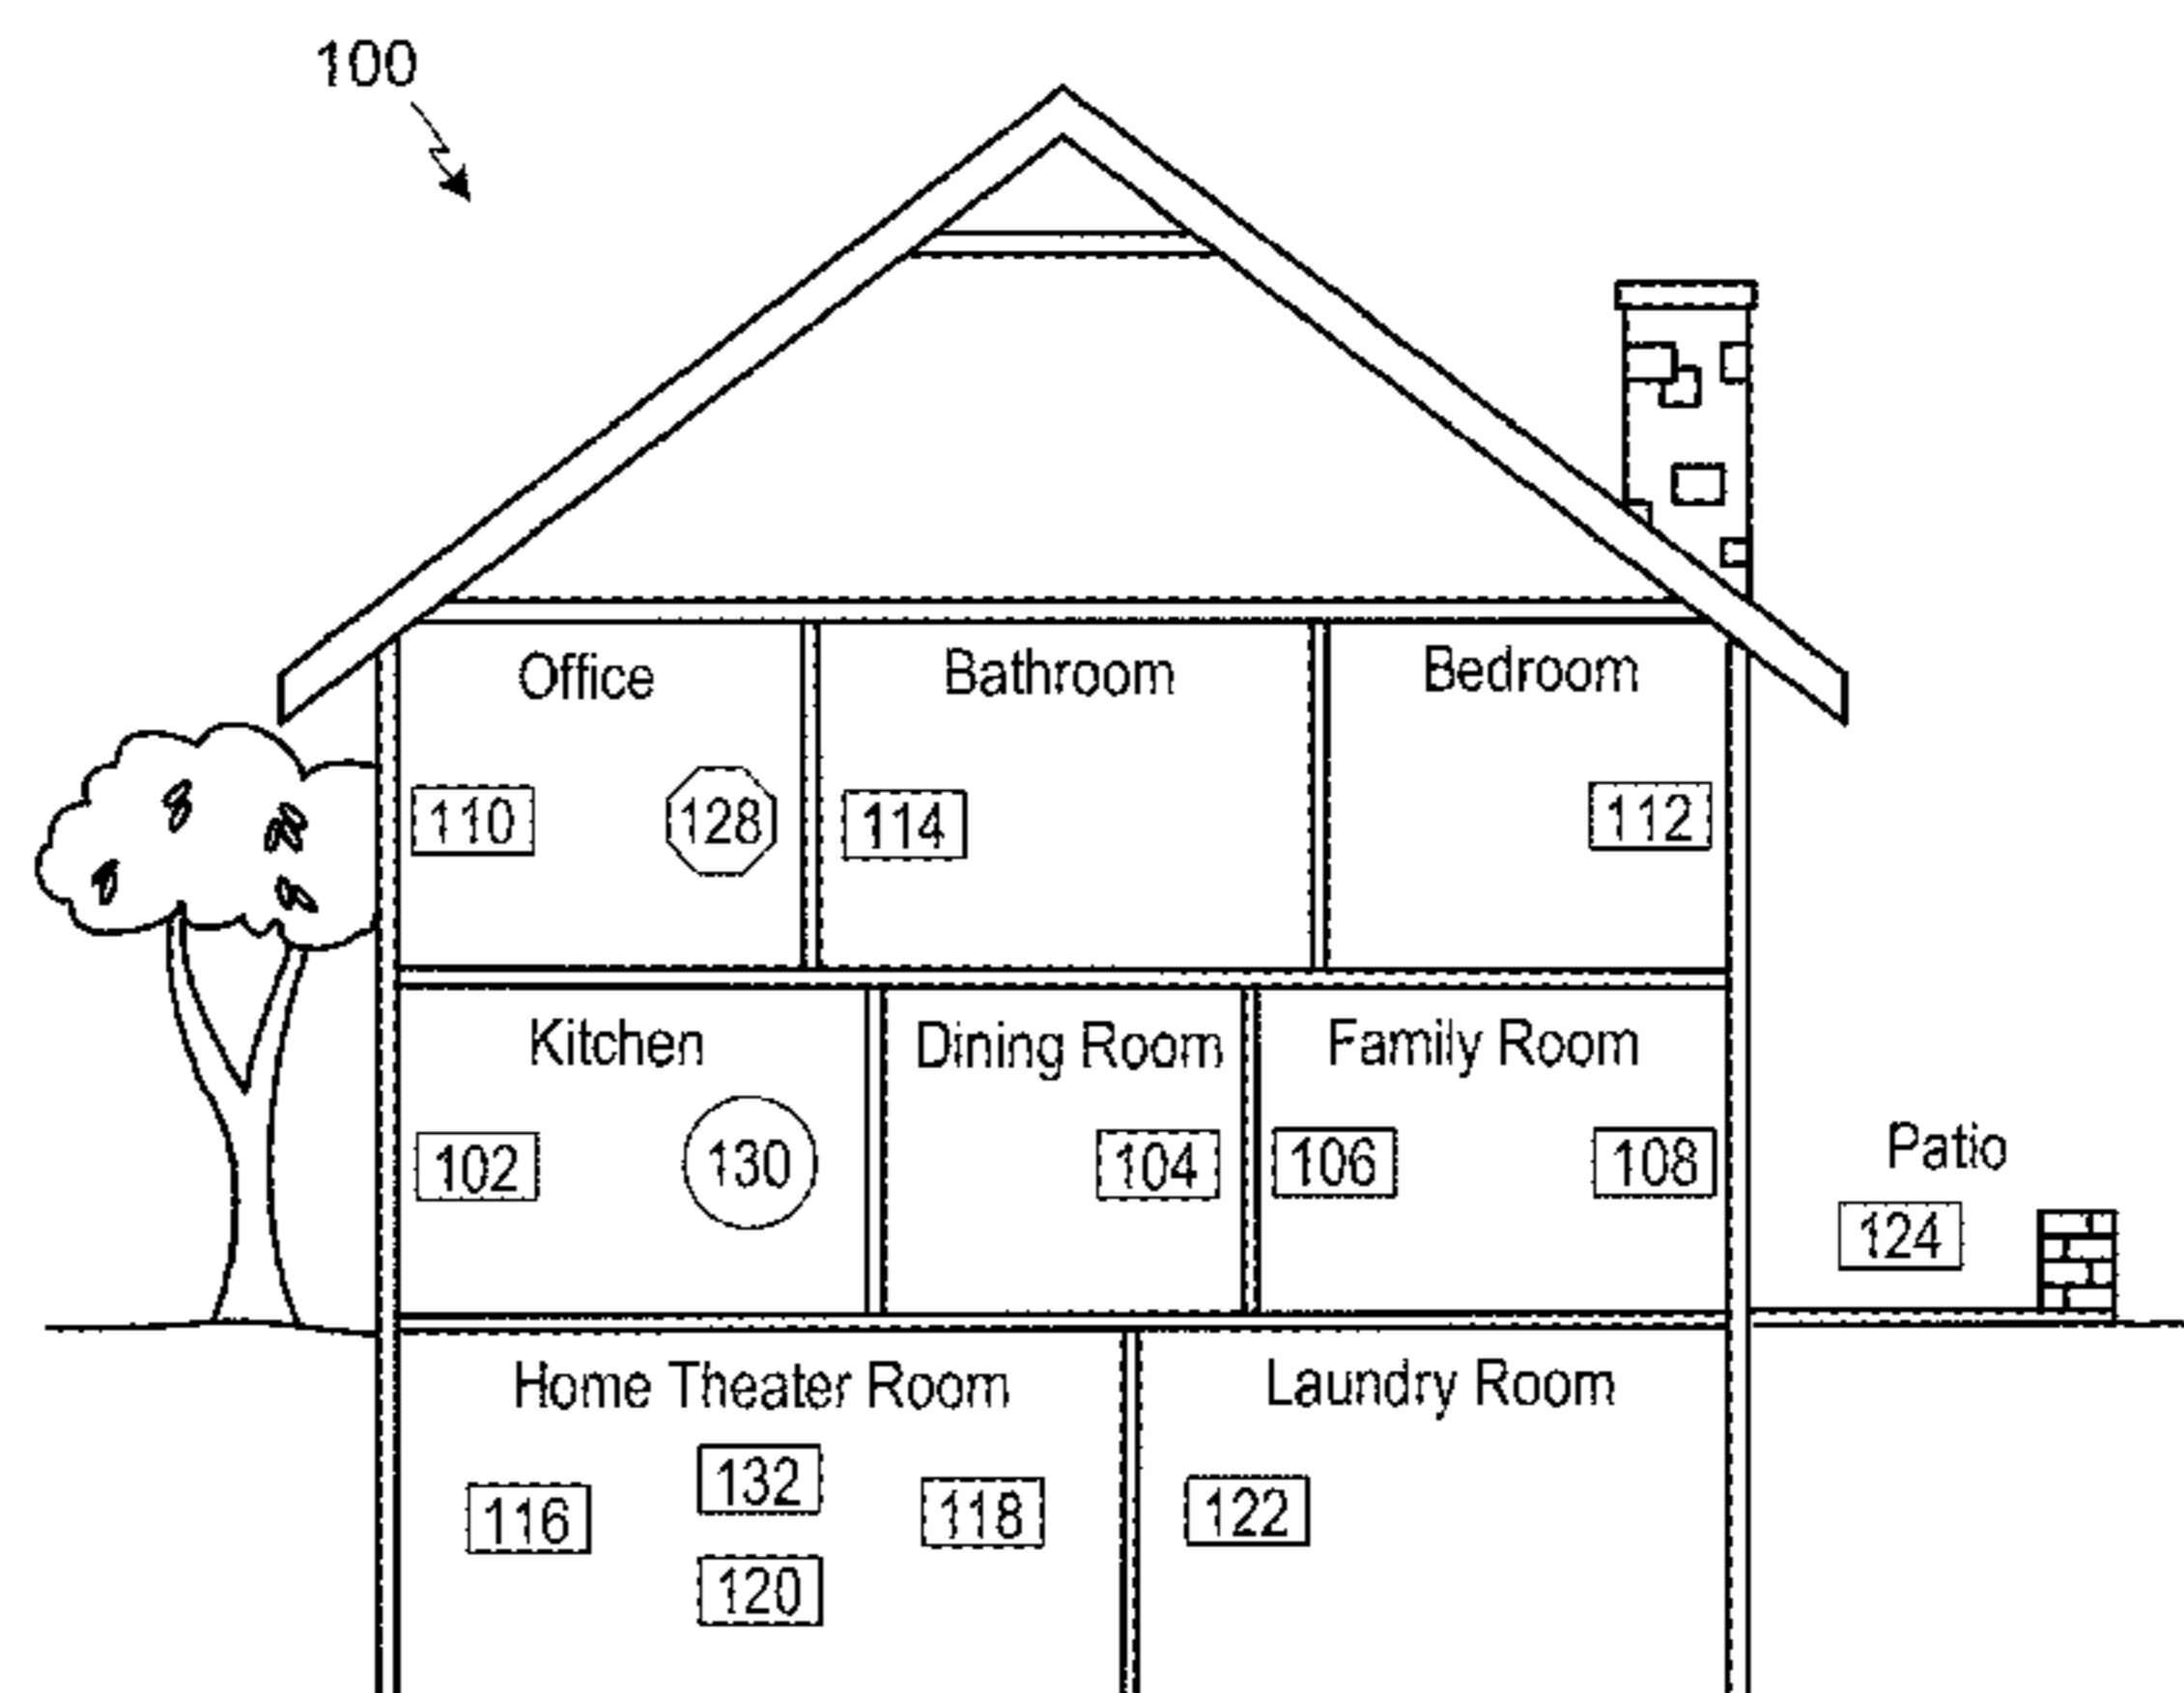 100
Office
Bathroom
Bedroom
110
128
114
112
Kitchen
Dining Room
Family Room
102
130
104
106
108
Patio
124
Home Theater Room
Laundry Room
116
132
118
122
120